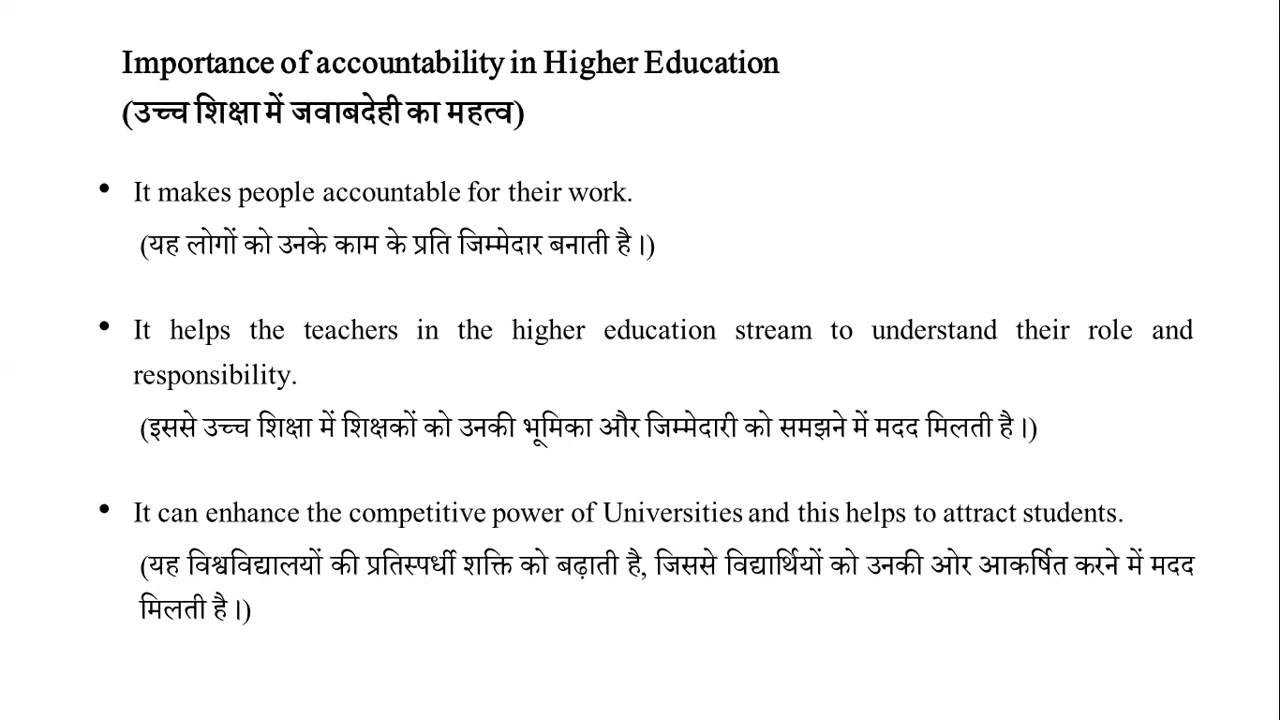 Importance of accountability in Higher Education
(उच्च शिक्षा में जवाबदेही का महत्व)
• It makes people accountable for their work.
(यह लोगों को उनके काम के प्रति जिम्मेदार बनाती है।)
• It helps the teachers in the higher education stream to understand their role and
responsibility.
(इससे उच्च शिक्षा में शिक्षकों को उनकी भूमिका और जिम्मेदारी को समझने में मदद मिलती है।)
• It can enhance the competitive power of Universities and this helps to attract students.
(यह विश्वविद्यालयों की प्रतिस्पर्धी शक्ति को बढ़ाती है, जिससे विद्यार्थियों को उनकी ओर आकर्षित करने में मदद
मिलती है।)